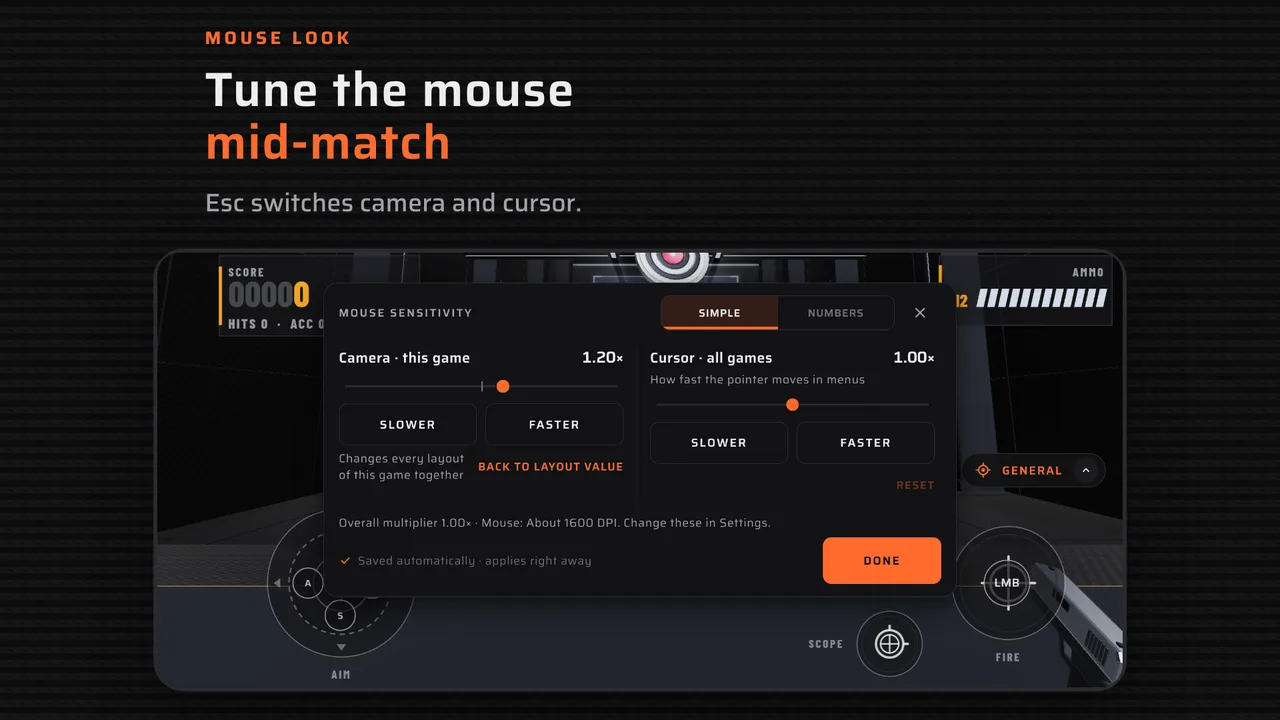 MOUSE LOOK
Tune the mouse
mid-match
Esc switches camera and cursor.
SCORE
00000
HITS 0 · ACC 0
AMMO
12
MOUSE SENSITIVITY
SIMPLE
NUMBERS
Camera · this game 1.20×
SLOWER
FASTER
Changes every layout
of this game together
BACK TO LAYOUT VALUE
Cursor · all games 1.00×
How fast the pointer moves in menus
SLOWER
FASTER
RESET
Overall multiplier 1.00× · Mouse: About 1600 DPI. Change these in Settings.
Saved automatically · applies right away
DONE
GENERAL
A
S
AIM
SCOPE
LMB
FIRE